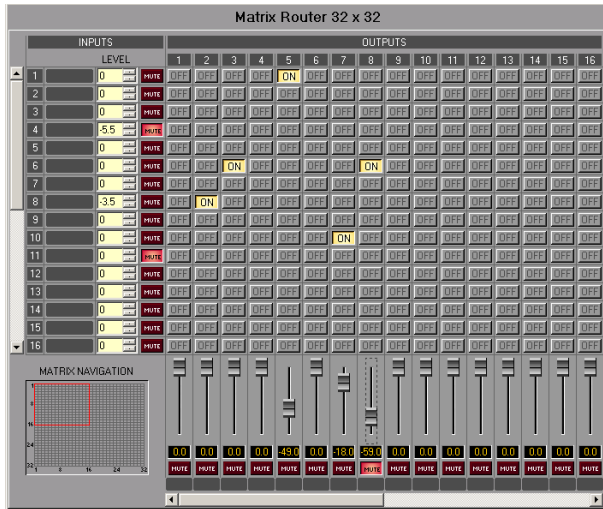 Matrix Router 32 x 32
INPUTS OUTPUTS
LEVEL 1 2 3 4 5 6 7 8 9 10 11 12 13 14 15 16
1 0 MUTE OFF OFF OFF OFF ON OFF OFF OFF OFF OFF OFF OFF OFF OFF OFF OFF
2 0 MUTE OFF OFF OFF OFF OFF OFF OFF OFF OFF OFF OFF OFF OFF OFF OFF OFF
3 0 MUTE OFF OFF OFF OFF OFF OFF OFF OFF OFF OFF OFF OFF OFF OFF OFF OFF
4 -5.5 MUTE OFF OFF OFF OFF OFF OFF OFF OFF OFF OFF OFF OFF OFF OFF OFF OFF
5 0 MUTE OFF OFF OFF OFF OFF OFF OFF OFF OFF OFF OFF OFF OFF OFF OFF OFF
6 0 MUTE OFF OFF ON OFF OFF OFF OFF ON OFF OFF OFF OFF OFF OFF OFF OFF
7 0 MUTE OFF OFF OFF OFF OFF OFF OFF OFF OFF OFF OFF OFF OFF OFF OFF OFF
8 -3.5 MUTE OFF ON OFF OFF OFF OFF OFF OFF OFF OFF OFF OFF OFF OFF OFF OFF
9 0 MUTE OFF OFF OFF OFF OFF OFF OFF OFF OFF OFF OFF OFF OFF OFF OFF OFF
10 0 MUTE OFF OFF OFF OFF OFF OFF ON OFF OFF OFF OFF OFF OFF OFF OFF OFF
11 0 MUTE OFF OFF OFF OFF OFF OFF OFF OFF OFF OFF OFF OFF OFF OFF OFF OFF
12 0 MUTE OFF OFF OFF OFF OFF OFF OFF OFF OFF OFF OFF OFF OFF OFF OFF OFF
13 0 MUTE OFF OFF OFF OFF OFF OFF OFF OFF OFF OFF OFF OFF OFF OFF OFF OFF
14 0 MUTE OFF OFF OFF OFF OFF OFF OFF OFF OFF OFF OFF OFF OFF OFF OFF OFF
15 0 MUTE OFF OFF OFF OFF OFF OFF OFF OFF OFF OFF OFF OFF OFF OFF OFF OFF
16 0 MUTE OFF OFF OFF OFF OFF OFF OFF OFF OFF OFF OFF OFF OFF OFF OFF OFF
MATRIX NAVIGATION
1
8
16
24
32
1 8 16 24 32
0.0 0.0 0.0 0.0 -49.0 0.0 -18.0 -59.0 0.0 0.0 0.0 0.0 0.0 0.0 0.0 0.0
MUTE MUTE MUTE MUTE MUTE MUTE MUTE MUTE MUTE MUTE MUTE MUTE MUTE MUTE MUTE MUTE